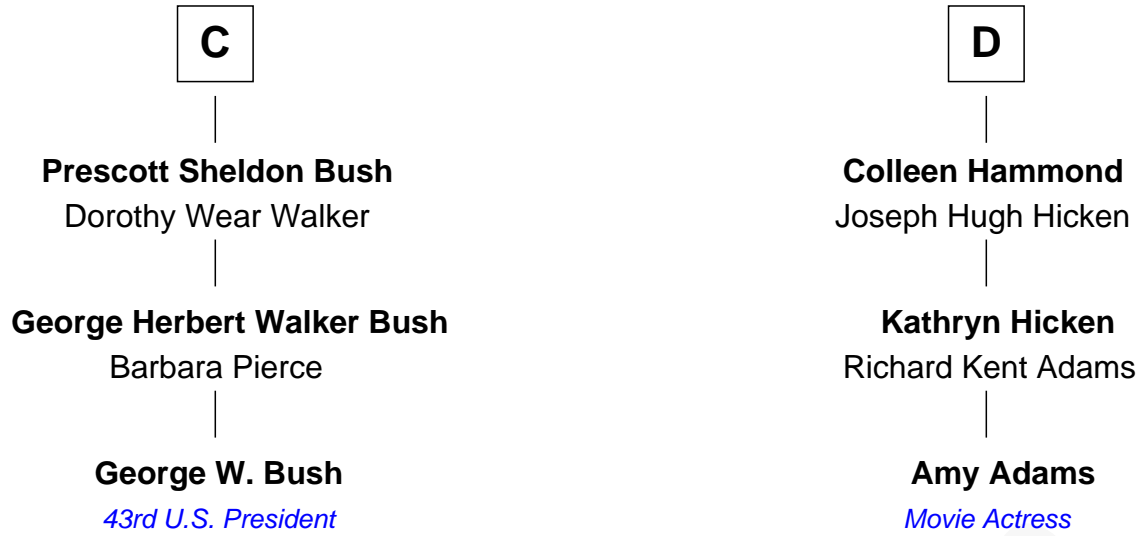 C
Prescott Sheldon Bush
Dorothy Wear Walker
George Herbert Walker Bush
Barbara Pierce
George W. Bush
43rd U.S. President
D
Colleen Hammond
Joseph Hugh Hicken
Kathryn Hicken
Richard Kent Adams
Amy Adams
Movie Actress